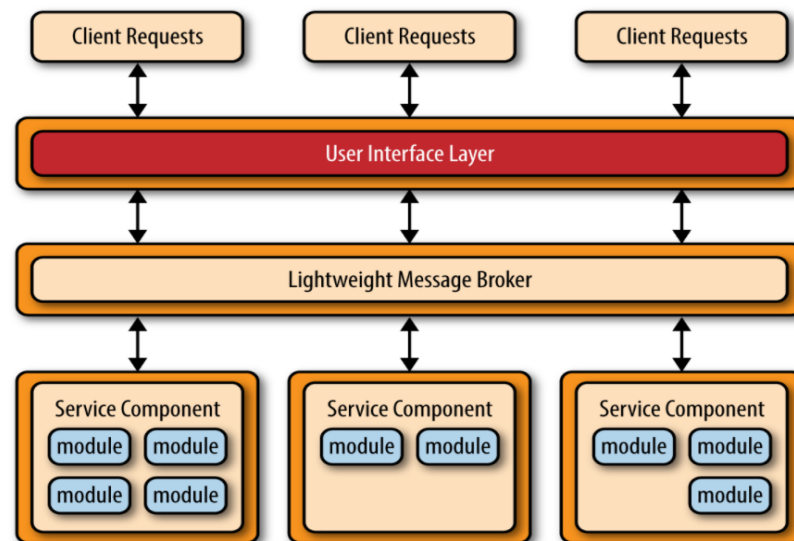 Client Requests
Client Requests
Client Requests
User Interface Layer
Lightweight Message Broker
Service Component
module module
module module
Service Component
module module
Service Component
module module
module